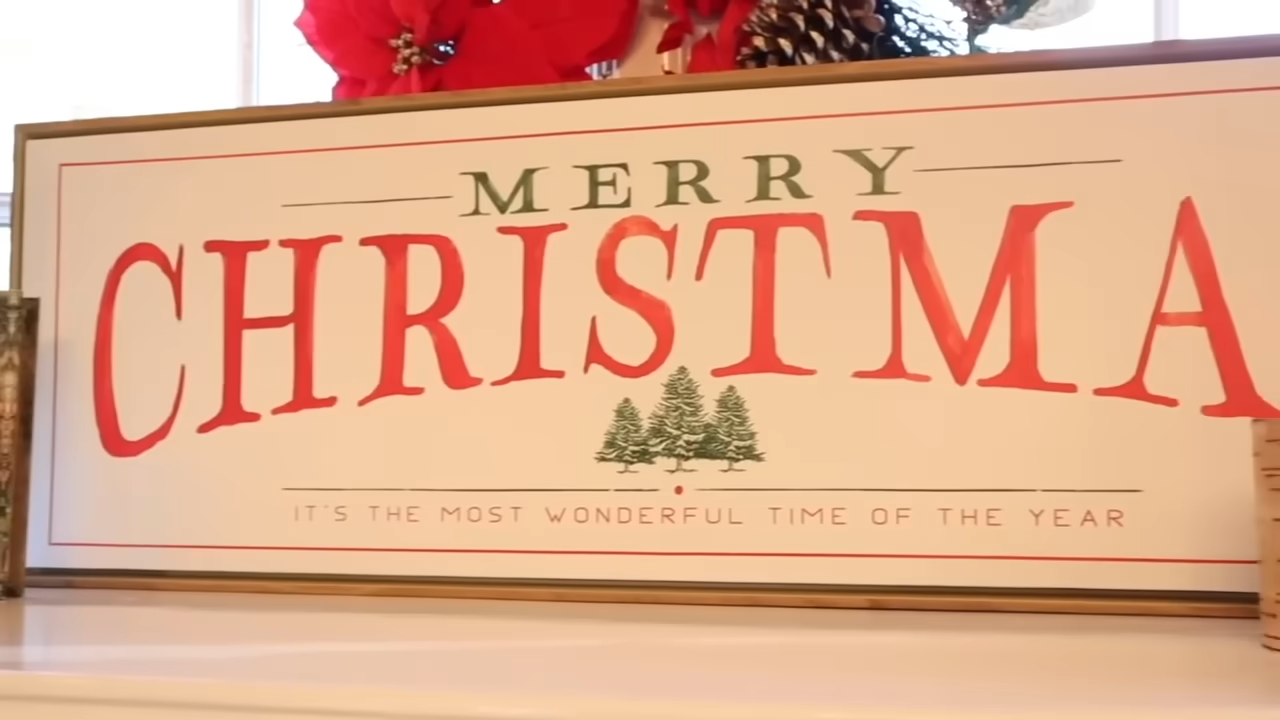 MERRY
CHRISTMA
IT'S THE MOST WONDERFUL TIME OF THE YEAR